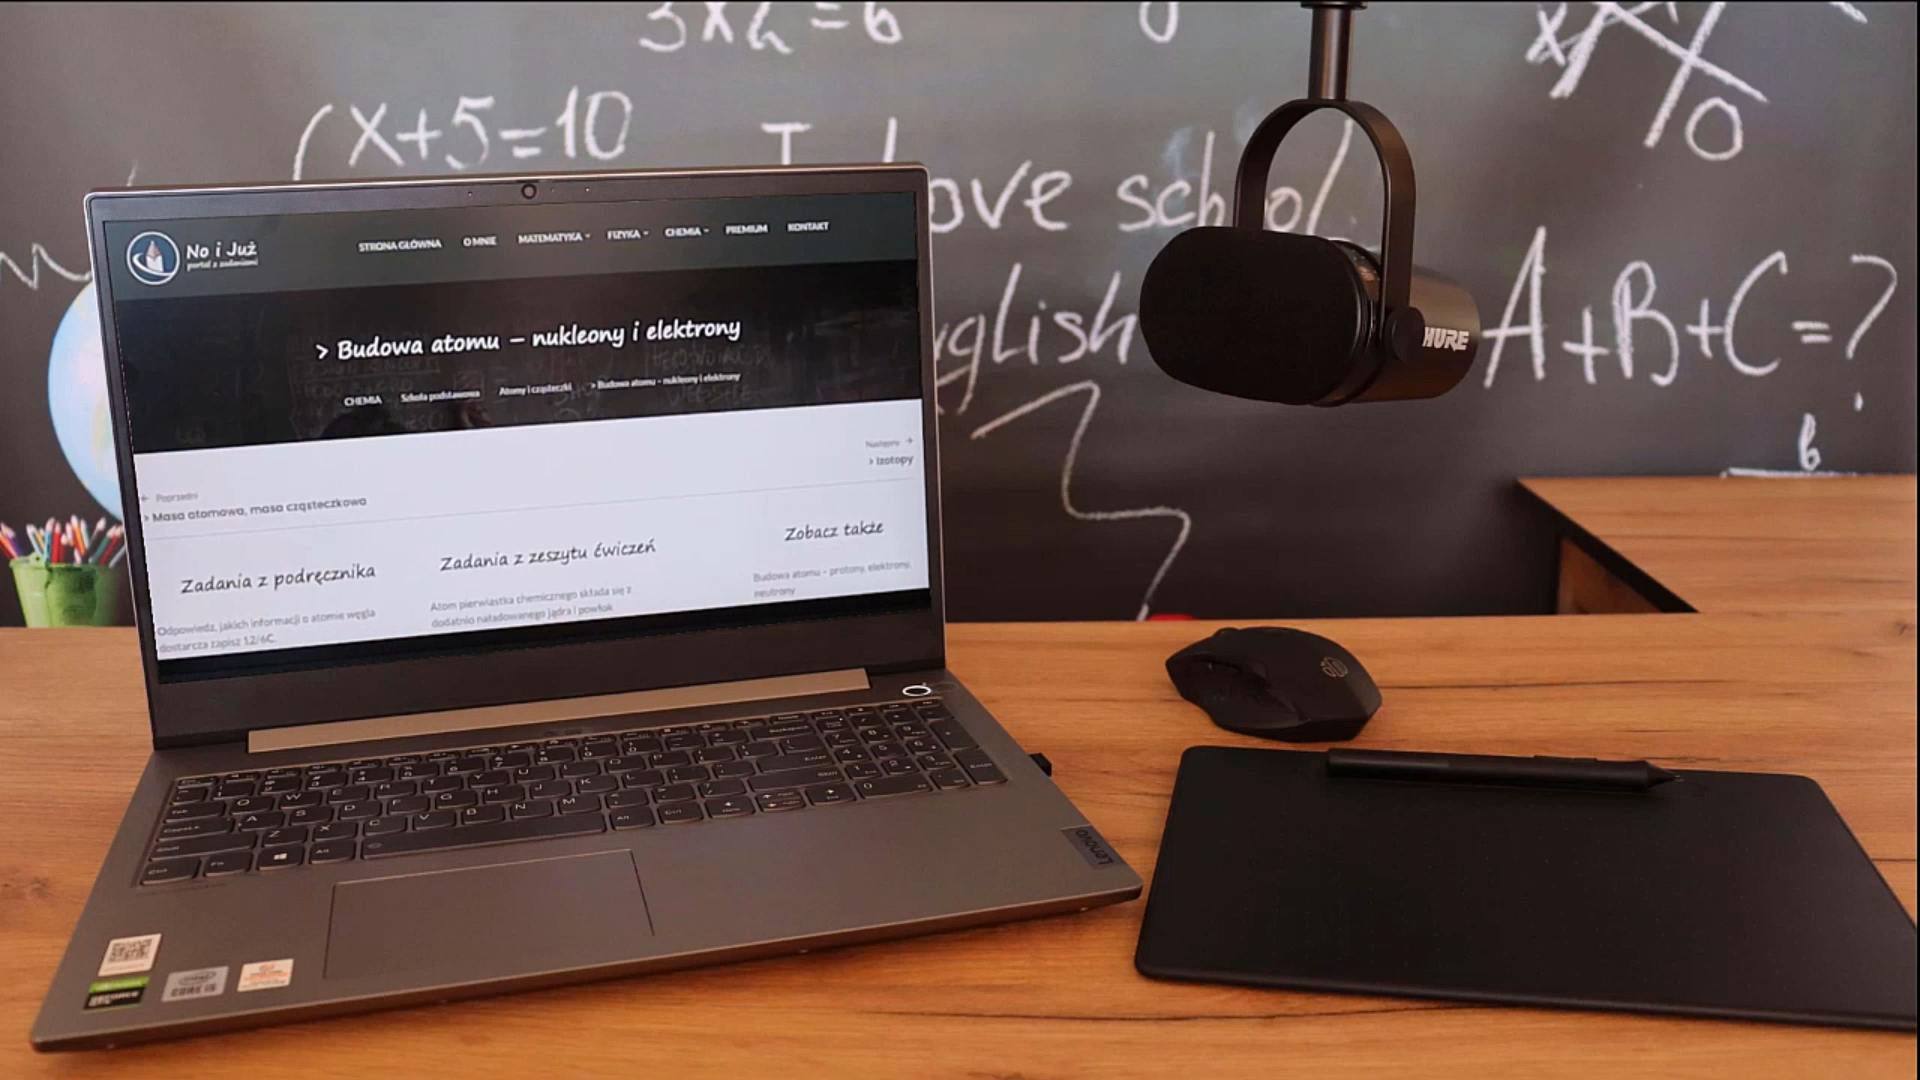 3x2=6
(x+5=10
I love school
English
A+B+C=?
x
O
6
SHURE
No i Już
portal z zadaniami
STRONA GŁÓWNA O MNIE MATEMATYKA FIZYKA CHEMIA PREMIUM KONTAKT
> Budowa atomu – nukleony i elektrony
CHEMIA Szkoła podstawowa Atomy i cząsteczki > Budowa atomu – nukleony i elektrony
Następny →
> Izotopy
← Poprzedni
> Masa atomowa, masa cząsteczkowa
Zadania z podręcznika
Odpowiedz, jakich informacji o atomie węgla
dostarcza zapis: 12/6C.
Zadania z zeszytu ćwiczeń
Atom pierwiastka chemicznego składa się z
dodatnio naładowanego jądra i powłok
Zobacz także
Budowa atomu – protony, elektrony,
neutrony
Q W E R T Y U I O P
A S D F G H J K L
Z X C V B N M
Lenovo
CORE i5